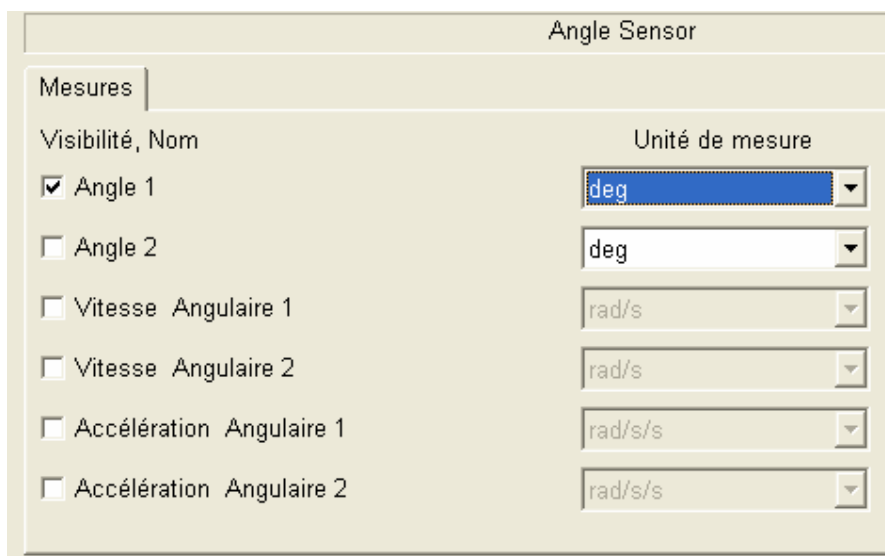 Angle Sensor
Mesures
Visibilité, Nom Unité de mesure
Angle 1 deg
Angle 2 deg
Vitesse Angulaire 1 rad/s
Vitesse Angulaire 2 rad/s
Accélération Angulaire 1 rad/s/s
Accélération Angulaire 2 rad/s/s